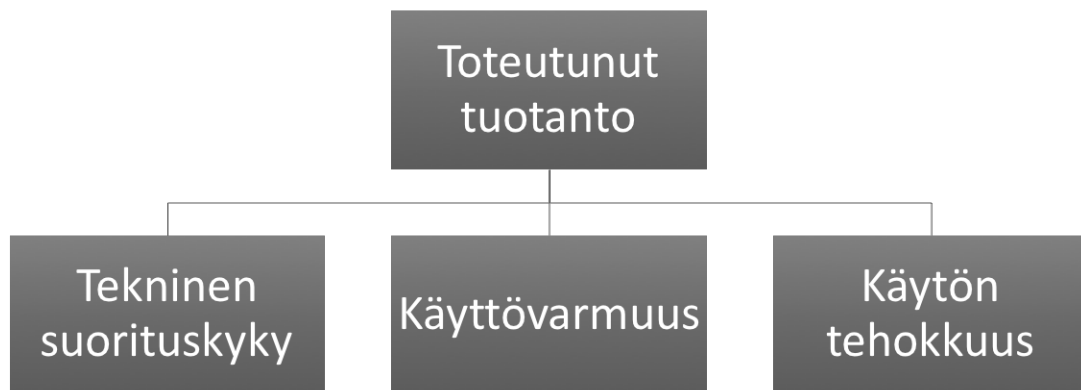 Toteutunut
tuotanto
Tekninen
suorituskyky
Käyttövarmuus
Käytön
tehokkuus